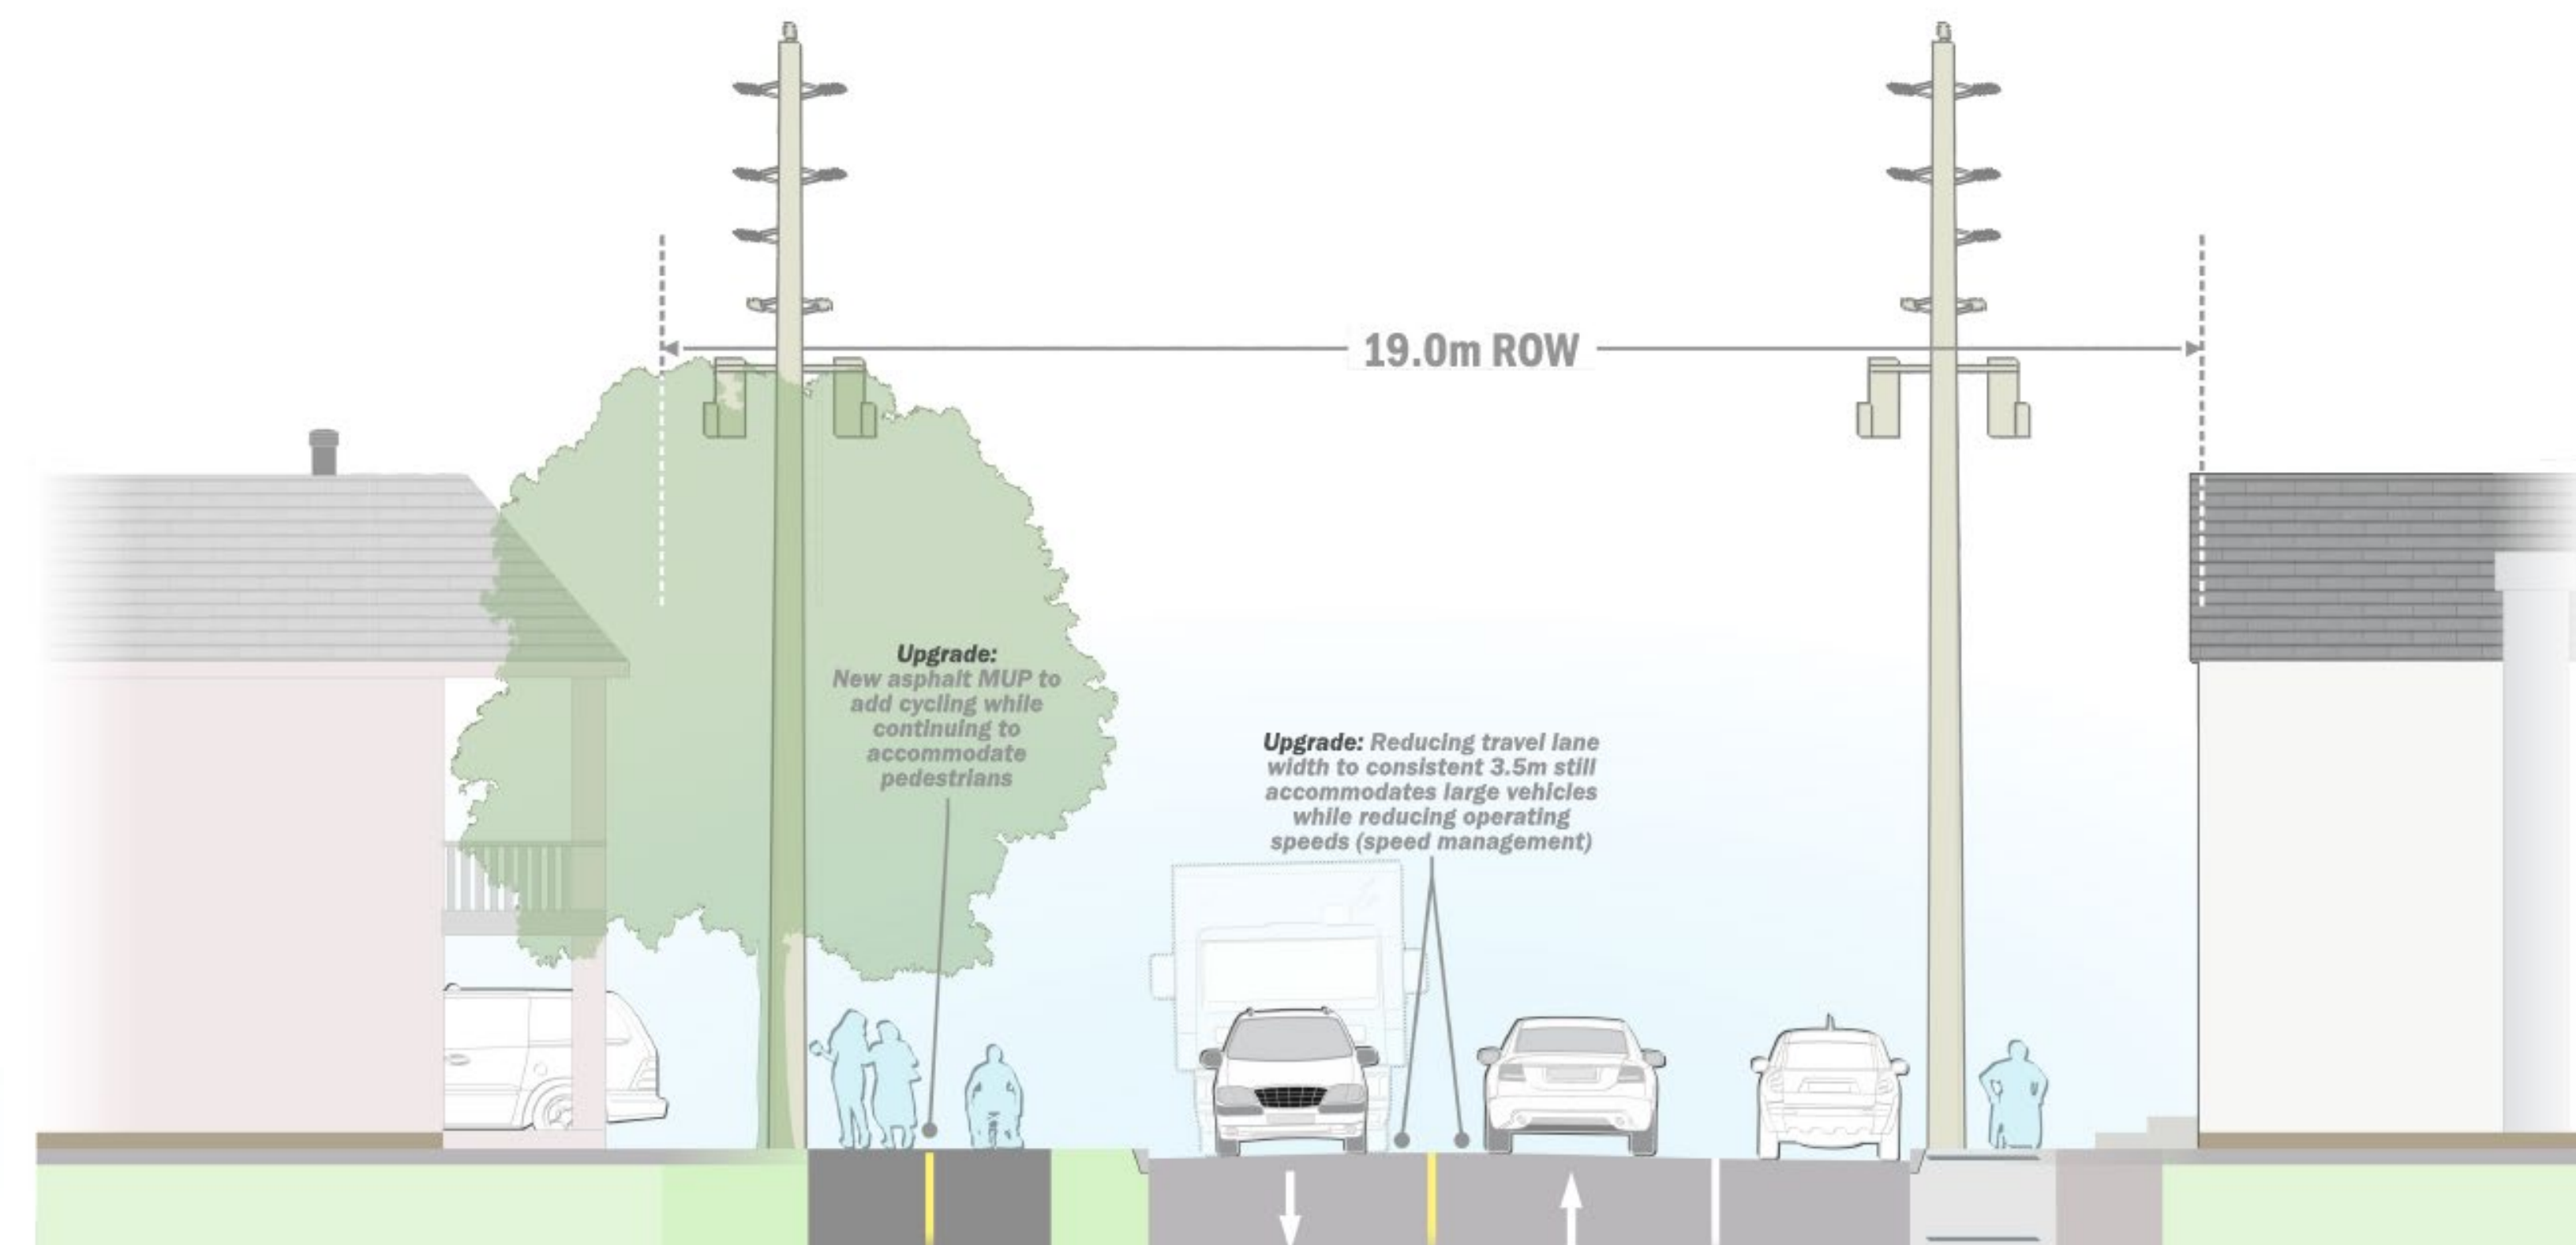 19.0m ROW
Upgrade:
New asphalt MUP to
add cycling while
continuing to
accommodate
pedestrians
Upgrade: Reducing travel lane
width to consistent 3.5m still
accommodates large vehicles
while reducing operating
speeds (speed management)